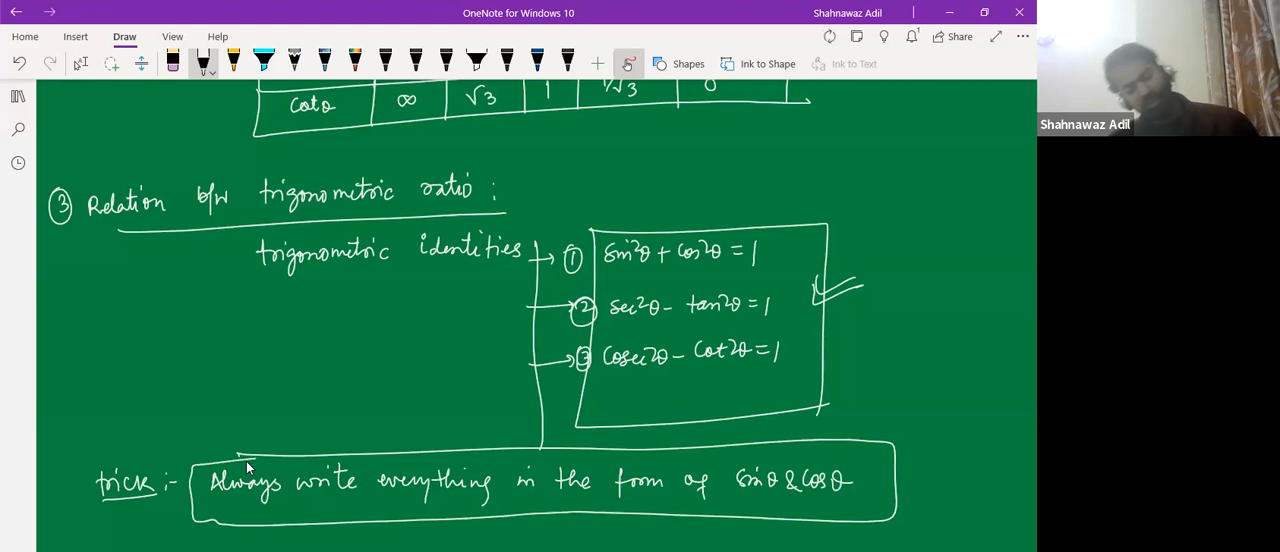 OneNote for Windows 10
Shahnawaz Adil
Home Insert Draw View Help
Share
Shapes Ink to Shape Ink to Text
Shahnawaz Adil
cotθ ∞ √3 1 1/√3 0
③ Relation b/w trigonometric ratio :
trigonometric identities → ① sin²θ + cos²θ = 1
→ ② sec²θ - tan²θ = 1
→ ③ cosec²θ - cot²θ = 1
trick :- Always write everything in the form of sinθ & cosθ